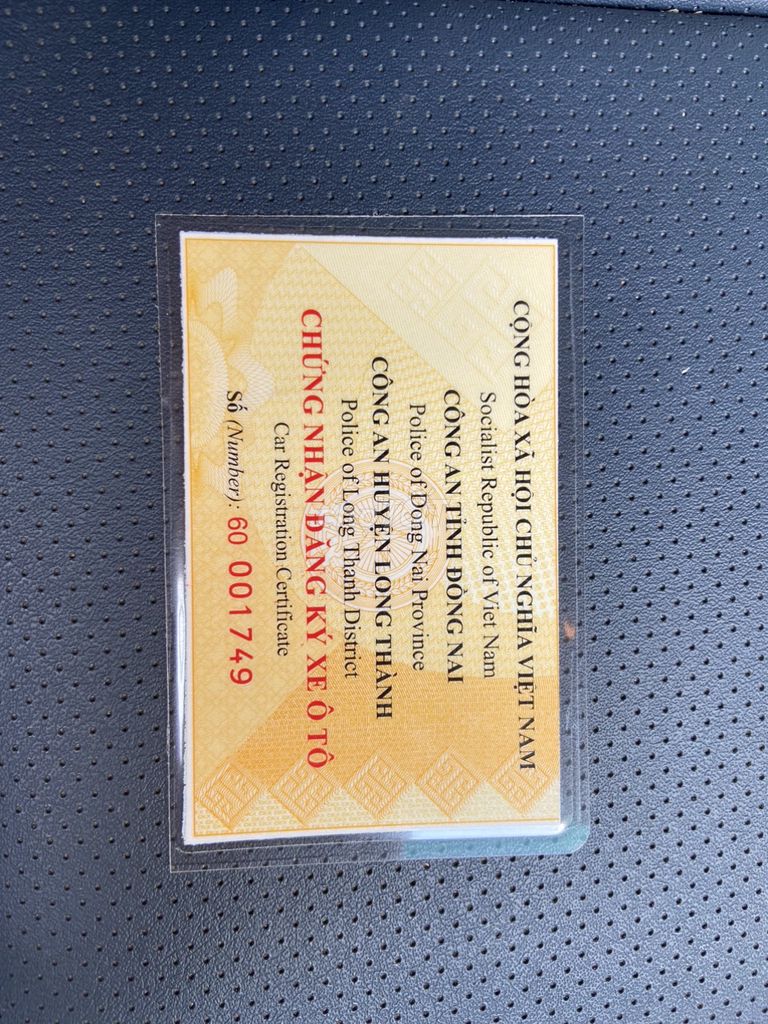 CỘNG HÒA XÃ HỘI CHỦ NGHĨA VIỆT NAM
Socialist Republic of Viet Nam
CÔNG AN TỈNH ĐỒNG NAI
Police of Dong Nai Province
CÔNG AN HUYỆN LONG THÀNH
Police of Long Thanh District
CHỨNG NHẬN ĐĂNG KÝ XE Ô TÔ
Car Registration Certificate
Số (Number): 60 001749